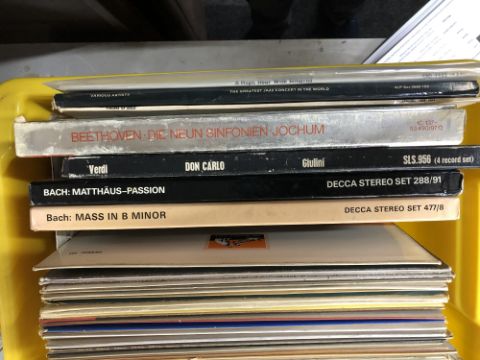 VARIOUS ARTISTS THE GREATEST JAZZ CONCERT IN THE WORLD
BEETHOVEN · DIE NEUN SINFONIEN JOCHUM
Verdi DON CARLO Giulini SLS.956 (4 record set)
BACH: MATTHÄUS–PASSION DECCA STEREO SET 288/91
Bach: MASS IN B MINOR DECCA STEREO SET 477/8